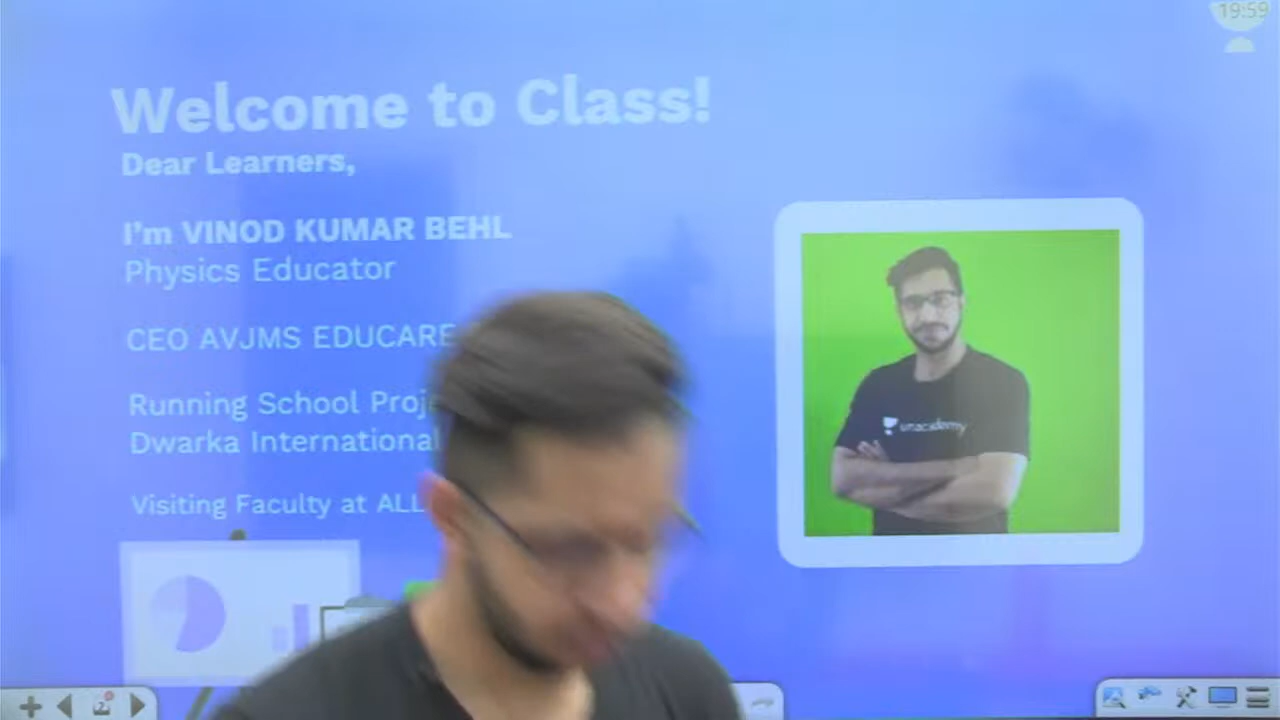 19:59
Welcome to Class!
Dear Learners,
I'm VINOD KUMAR BEHL
Physics Educator
CEO AVJMS EDUCARE
Running School
Dwarka International
Visiting Faculty at ALL
unacademy